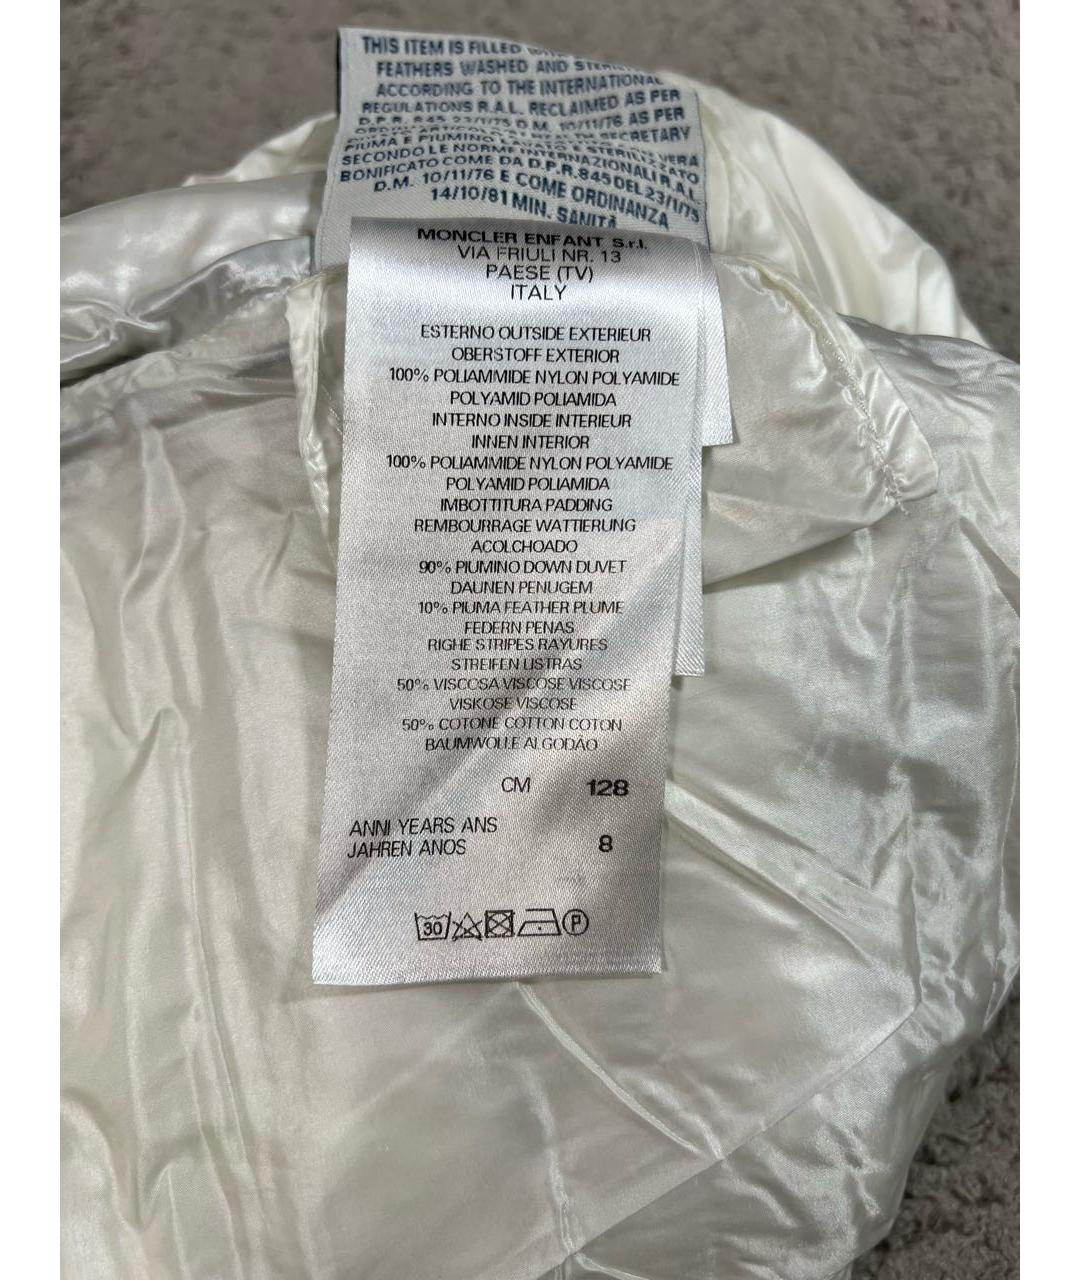 THIS ITEM IS FILLED
FEATHERS WASHED AND
ACCORDING TO THE INTERNATIONAL
REGULATIONS R.A.L. RECLAIMED AS PER
D.P.R. 845 23/1/75 D.M. 10/11/76 AS PER
SECRETARY
PIUMA E PIUMINO LAVATO E STERILIZZATO
SECONDO LE NORME INTERNAZIONALI R.A.L.
BONIFICATO COME DA D.P.R. 845 DEL 23/1/75
D.M. 10/11/76 E COME ORDINANZA
14/10/81 MIN. SANITÀ
MONCLER ENFANT S.r.l.
VIA FRIULI NR. 13
PAESE (TV)
ITALY
ESTERNO OUTSIDE EXTERIEUR
OBERSTOFF EXTERIOR
100% POLIAMMIDE NYLON POLYAMIDE
POLYAMID POLIAMIDA
INTERNO INSIDE INTERIEUR
INNEN INTERIOR
100% POLIAMMIDE NYLON POLYAMIDE
POLYAMID POLIAMIDA
IMBOTTITURA PADDING
REMBOURRAGE WATTIERUNG
ACOLCHOADO
90% PIUMINO DOWN DUVET
DAUNEN PENUGEM
10% PIUMA FEATHER PLUME
FEDERN PENAS
RIGHE STRIPES RAYURES
STREIFEN LISTRAS
50% VISCOSA VISCOSE VISCOSE
VISKOSE VISCOSE
50% COTONE COTTON COTON
BAUMWOLLE ALGODÃO
CM 128
ANNI YEARS ANS
JAHREN ANOS 8
30 P